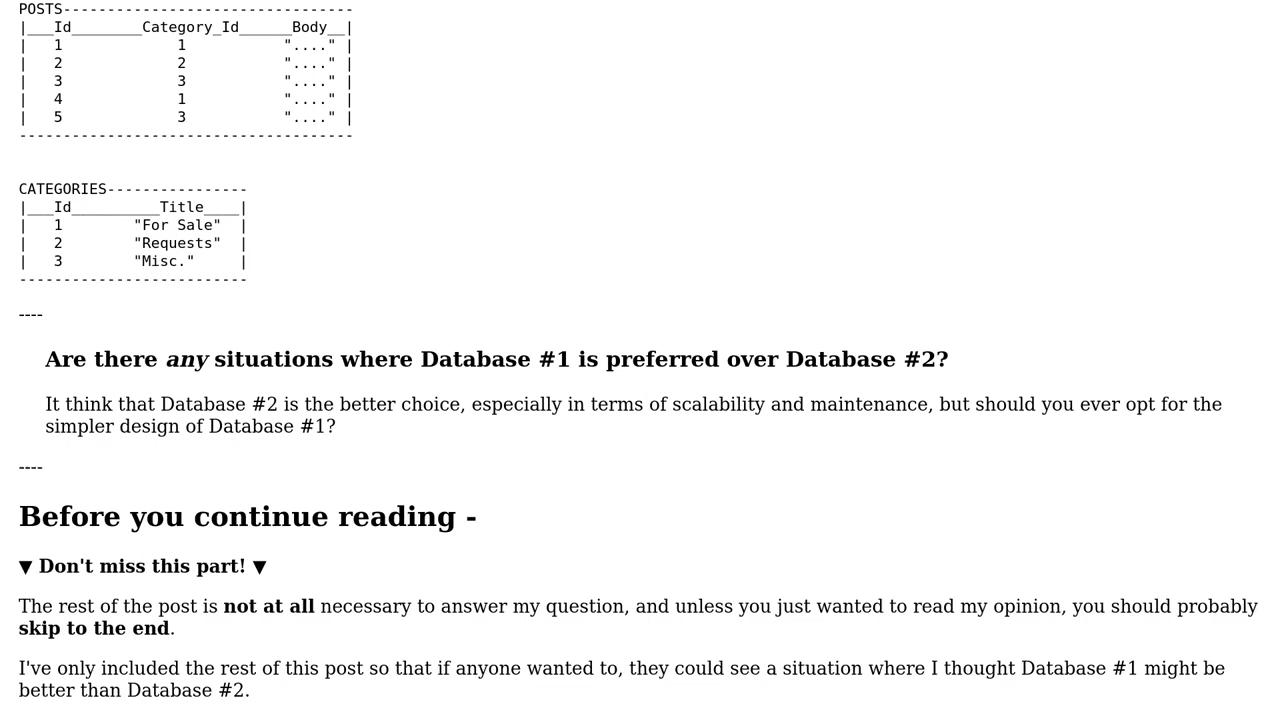 POSTS---------------------------------
|___Id________Category_Id______Body__|
|   1             1           "...." |
|   2             2           "...." |
|   3             3           "...." |
|   4             1           "...." |
|   5             3           "...." |
--------------------------------------
CATEGORIES----------------
|___Id__________Title____|
|   1        "For Sale"  |
|   2        "Requests"  |
|   3        "Misc."     |
--------------------------
----
Are there any situations where Database #1 is preferred over Database #2?
It think that Database #2 is the better choice, especially in terms of scalability and maintenance, but should you ever opt for the
simpler design of Database #1?
----
Before you continue reading -
▼ Don't miss this part! ▼
The rest of the post is not at all necessary to answer my question, and unless you just wanted to read my opinion, you should probably
skip to the end.
I've only included the rest of this post so that if anyone wanted to, they could see a situation where I thought Database #1 might be
better than Database #2.